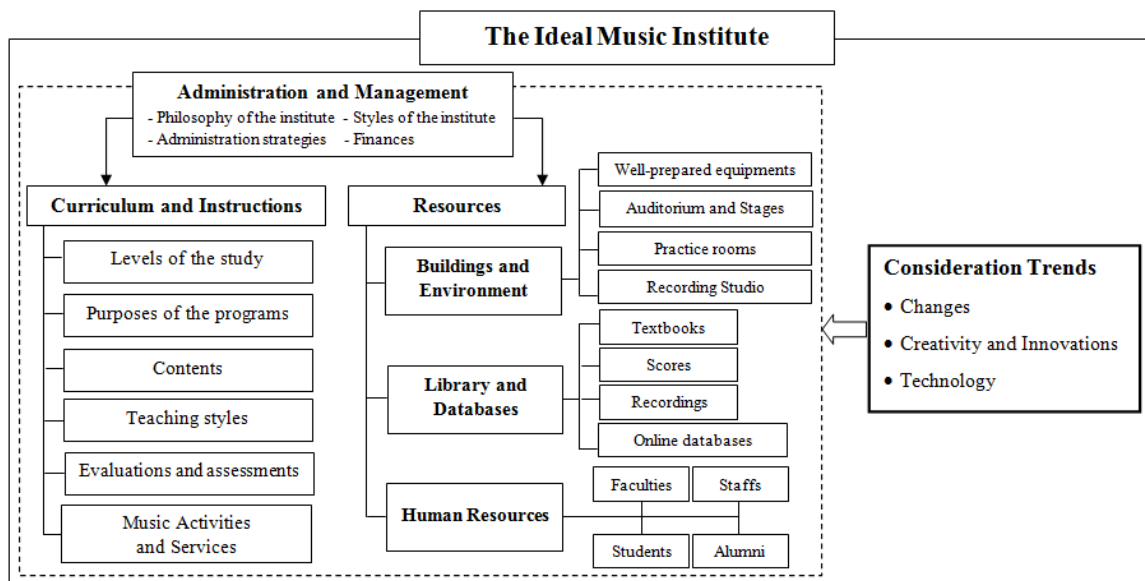 The Ideal Music Institute
Administration and Management
- Philosophy of the institute - Styles of the institute
- Administration strategies - Finances
Curriculum and Instructions
Levels of the study
Purposes of the programs
Contents
Teaching styles
Evaluations and assessments
Music Activities
and Services
Resources
Buildings and
Environment
Well-prepared equipments
Auditorium and Stages
Practice rooms
Recording Studio
Library and
Databases
Textbooks
Scores
Recordings
Online databases
Human Resources
Faculties
Staffs
Students
Alumni
Consideration Trends
• Changes
• Creativity and Innovations
• Technology